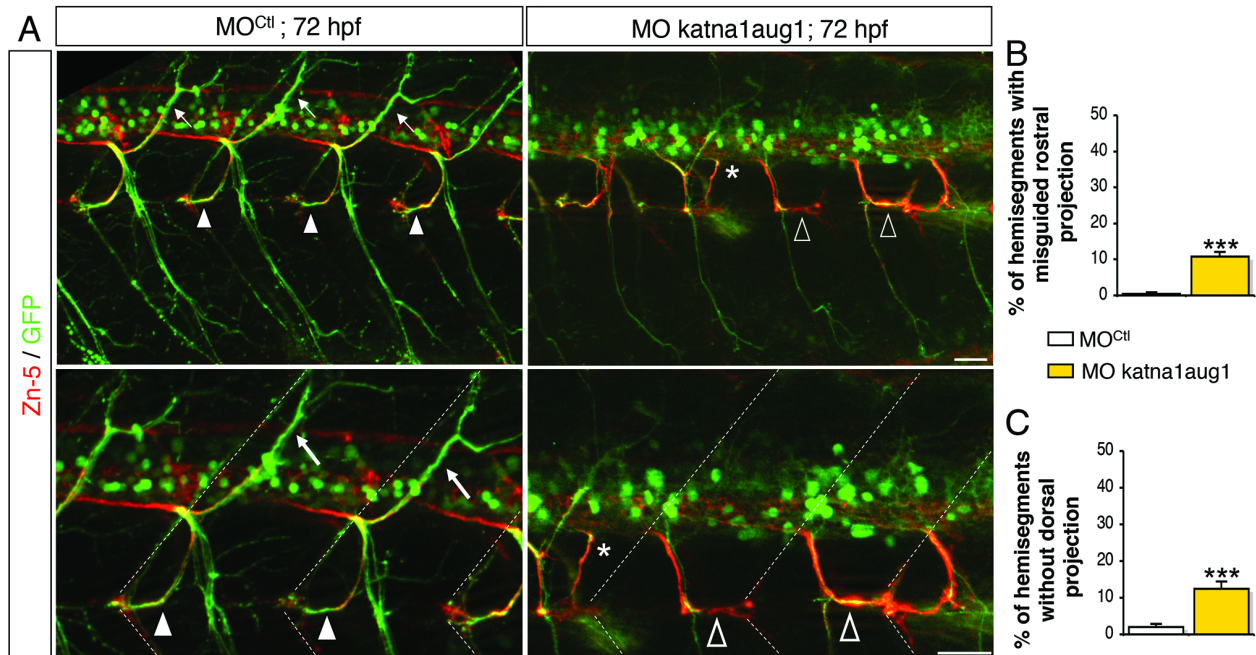 A
MO^Ctl ; 72 hpf
MO katna1aug1; 72 hpf
Zn-5 / GFP
*
*
B
% of hemisegments with
misguided rostral
projection
50
40
30
20
10
0
***
MO^Ctl
MO katna1aug1
C
% of hemisegments
without dorsal
projection
50
40
30
20
10
0
***